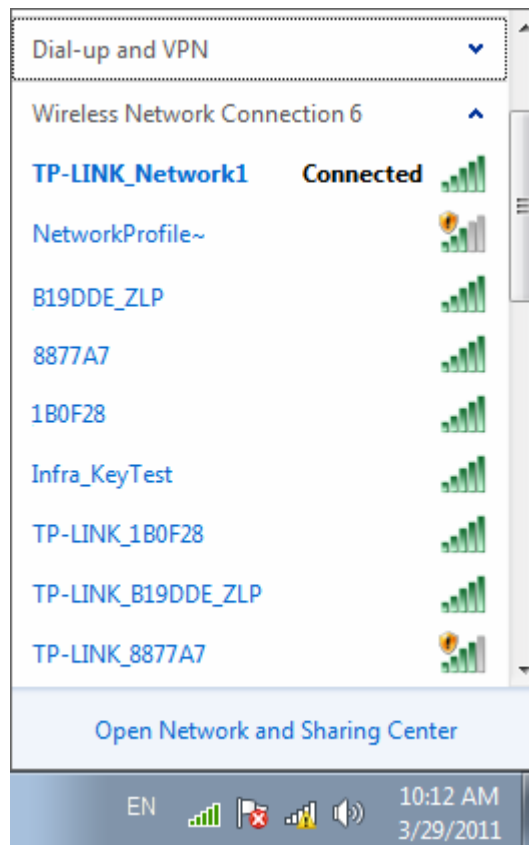 Dial-up and VPN
Wireless Network Connection 6
TP-LINK_Network1 Connected
NetworkProfile~
B19DDE_ZLP
8877A7
1B0F28
Infra_KeyTest
TP-LINK_1B0F28
TP-LINK_B19DDE_ZLP
TP-LINK_8877A7
Open Network and Sharing Center
EN
10:12 AM
3/29/2011